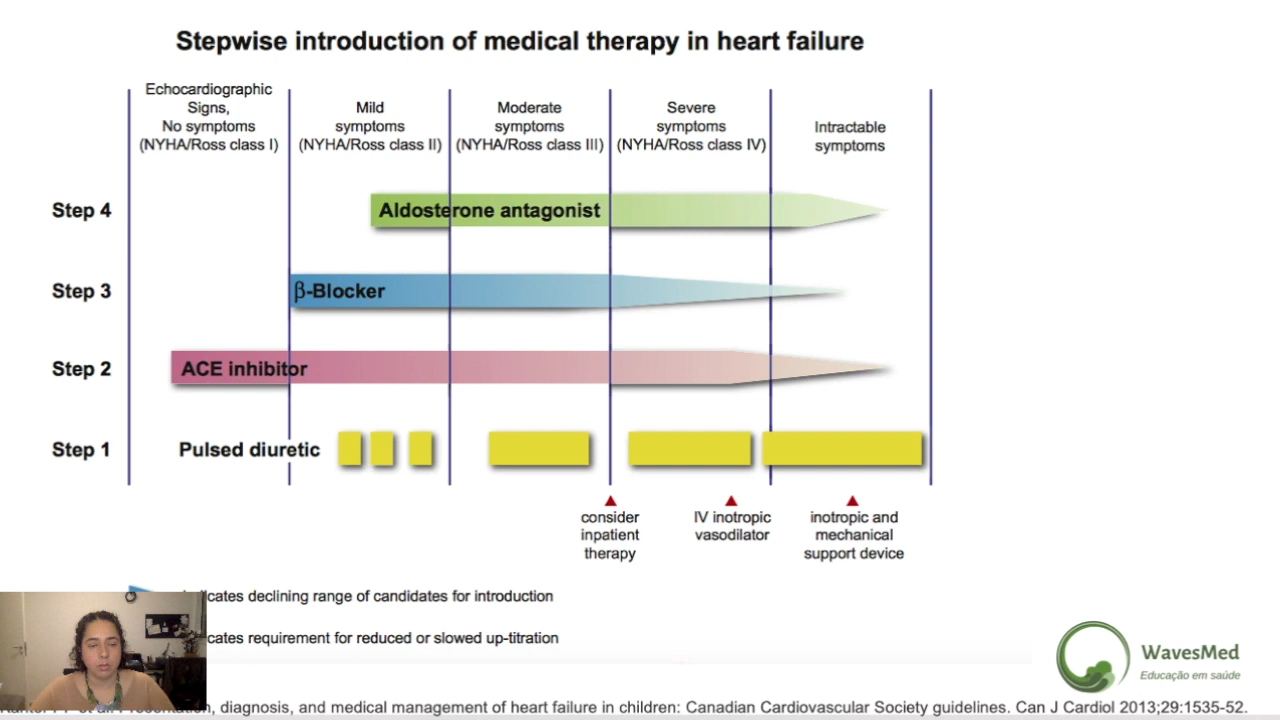 Stepwise introduction of medical therapy in heart failure
Echocardiographic
Signs,
No symptoms
(NYHA/Ross class I)
Mild
symptoms
(NYHA/Ross class II)
Moderate
symptoms
(NYHA/Ross class III)
Severe
symptoms
(NYHA/Ross class IV)
Intractable
symptoms
Step 4
Aldosterone antagonist
Step 3
β-Blocker
Step 2
ACE inhibitor
Step 1
Pulsed diuretic
consider
inpatient
therapy
IV inotropic
vasodilator
inotropic and
mechanical
support device
declining range of candidates for introduction
requirement for reduced or slowed up-titration
WavesMed
Educação em saúde
diagnosis, and medical management of heart failure in children: Canadian Cardiovascular Society guidelines. Can J Cardiol 2013;29:1535-52.